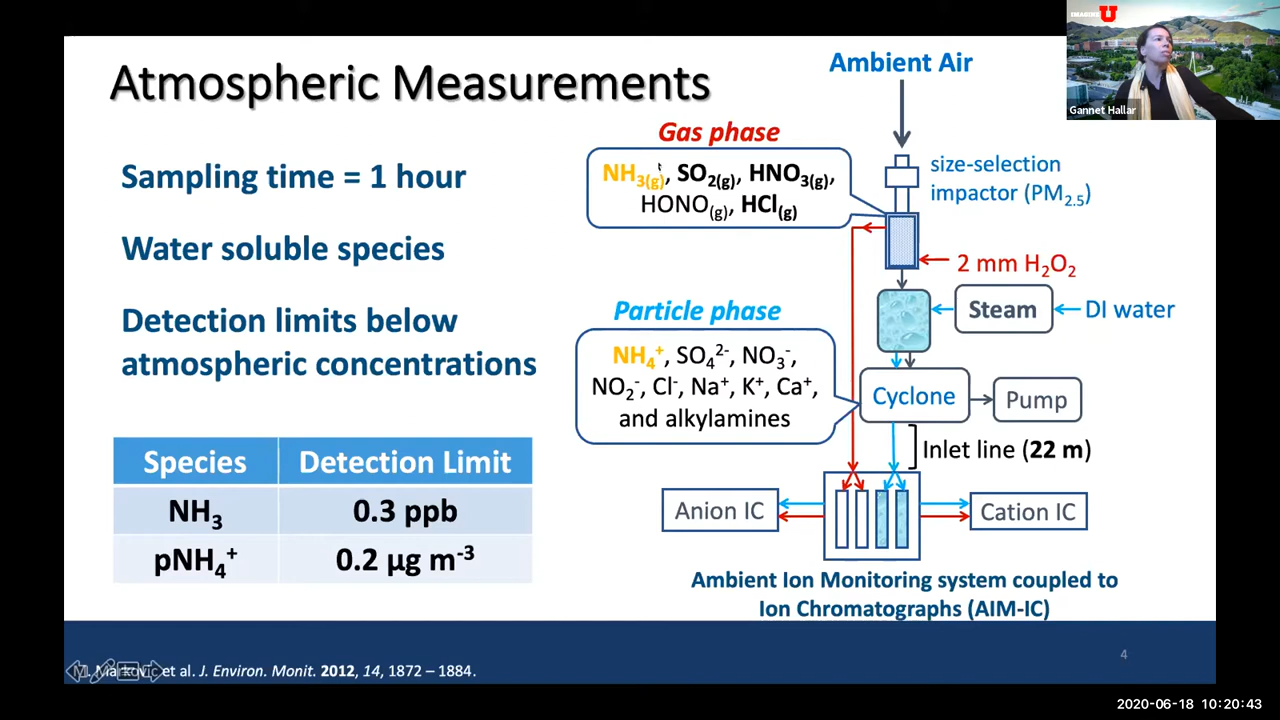 Atmospheric Measurements
Sampling time = 1 hour
Water soluble species
Detection limits below
atmospheric concentrations
Species Detection Limit
NH₃ 0.3 ppb
pNH₄⁺ 0.2 µg m⁻³
Ambient Air
Gas phase
NH₃(g), SO₂(g), HNO₃(g),
HONO(g), HCl(g)
size-selection
impactor (PM₂.₅)
2 mm H₂O₂
Steam
DI water
Particle phase
NH₄⁺, SO₄²⁻, NO₃⁻,
NO₂⁻, Cl⁻, Na⁺, K⁺, Ca⁺,
and alkylamines
Cyclone
Pump
Inlet line (22 m)
Anion IC
Cation IC
Ambient Ion Monitoring system coupled to
Ion Chromatographs (AIM-IC)
Markovic et al. J. Environ. Monit. 2012, 14, 1872 – 1884.
4
U
Gannet Hallar
2020-06-18 10:20:43